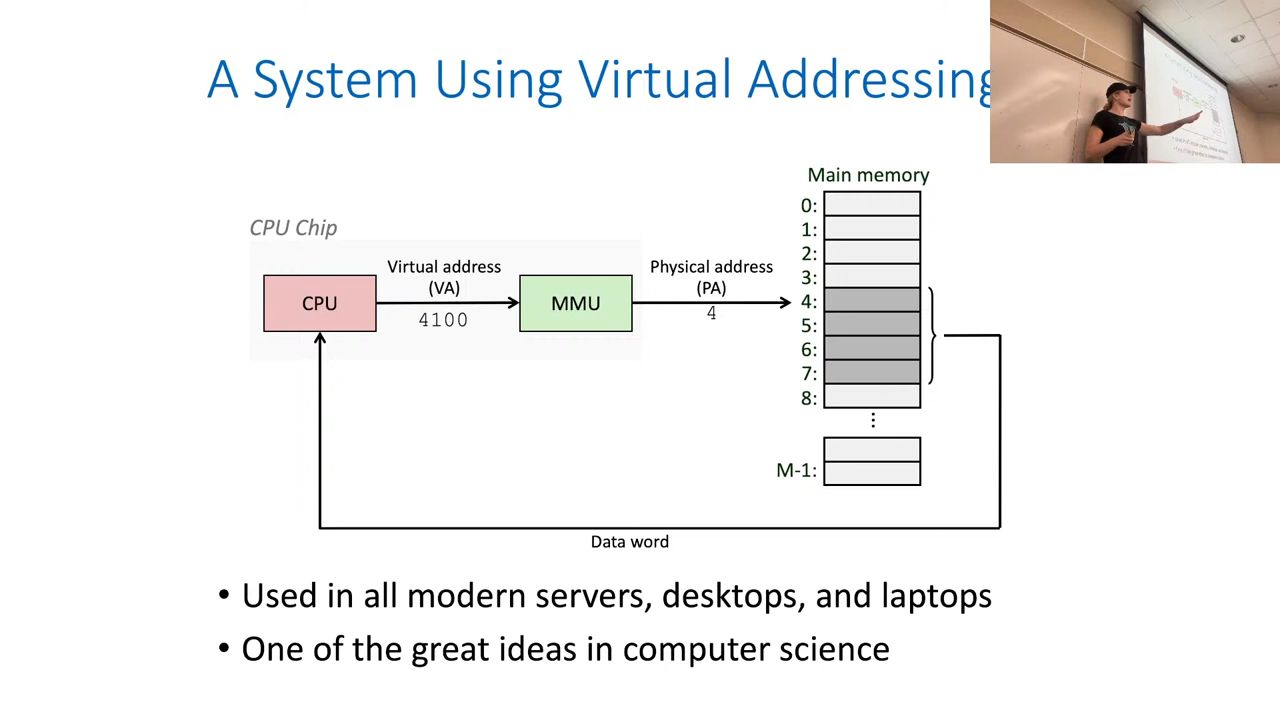 A System Using Virtual Addressing
Main memory
CPU Chip
CPU
Virtual address
(VA)
4100
MMU
Physical address
(PA)
4
0:
1:
2:
3:
4:
5:
6:
7:
8:
⋮
M-1:
Data word
• Used in all modern servers, desktops, and laptops
• One of the great ideas in computer science